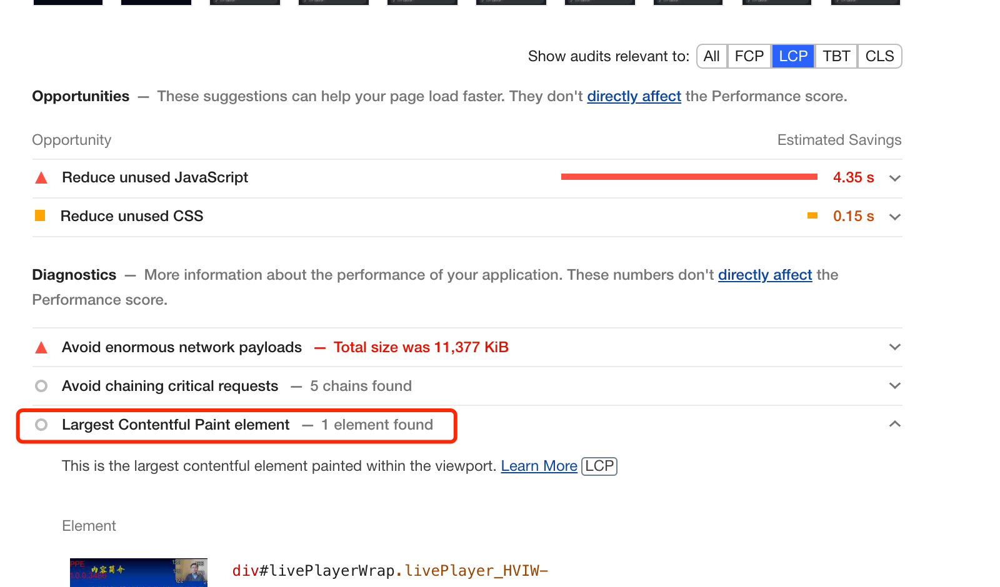 Show audits relevant to: All FCP LCP TBT CLS
Opportunities — These suggestions can help your page load faster. They don't directly affect the Performance score.
Opportunity Estimated Savings
Reduce unused JavaScript 4.35 s
Reduce unused CSS 0.15 s
Diagnostics — More information about the performance of your application. These numbers don't directly affect the
Performance score.
Avoid enormous network payloads — Total size was 11,377 KiB
Avoid chaining critical requests — 5 chains found
Largest Contentful Paint element — 1 element found
This is the largest contentful element painted within the viewport. Learn More LCP
Element
PPE
内容简介
div#livePlayerWrap.livePlayer_HVIW-